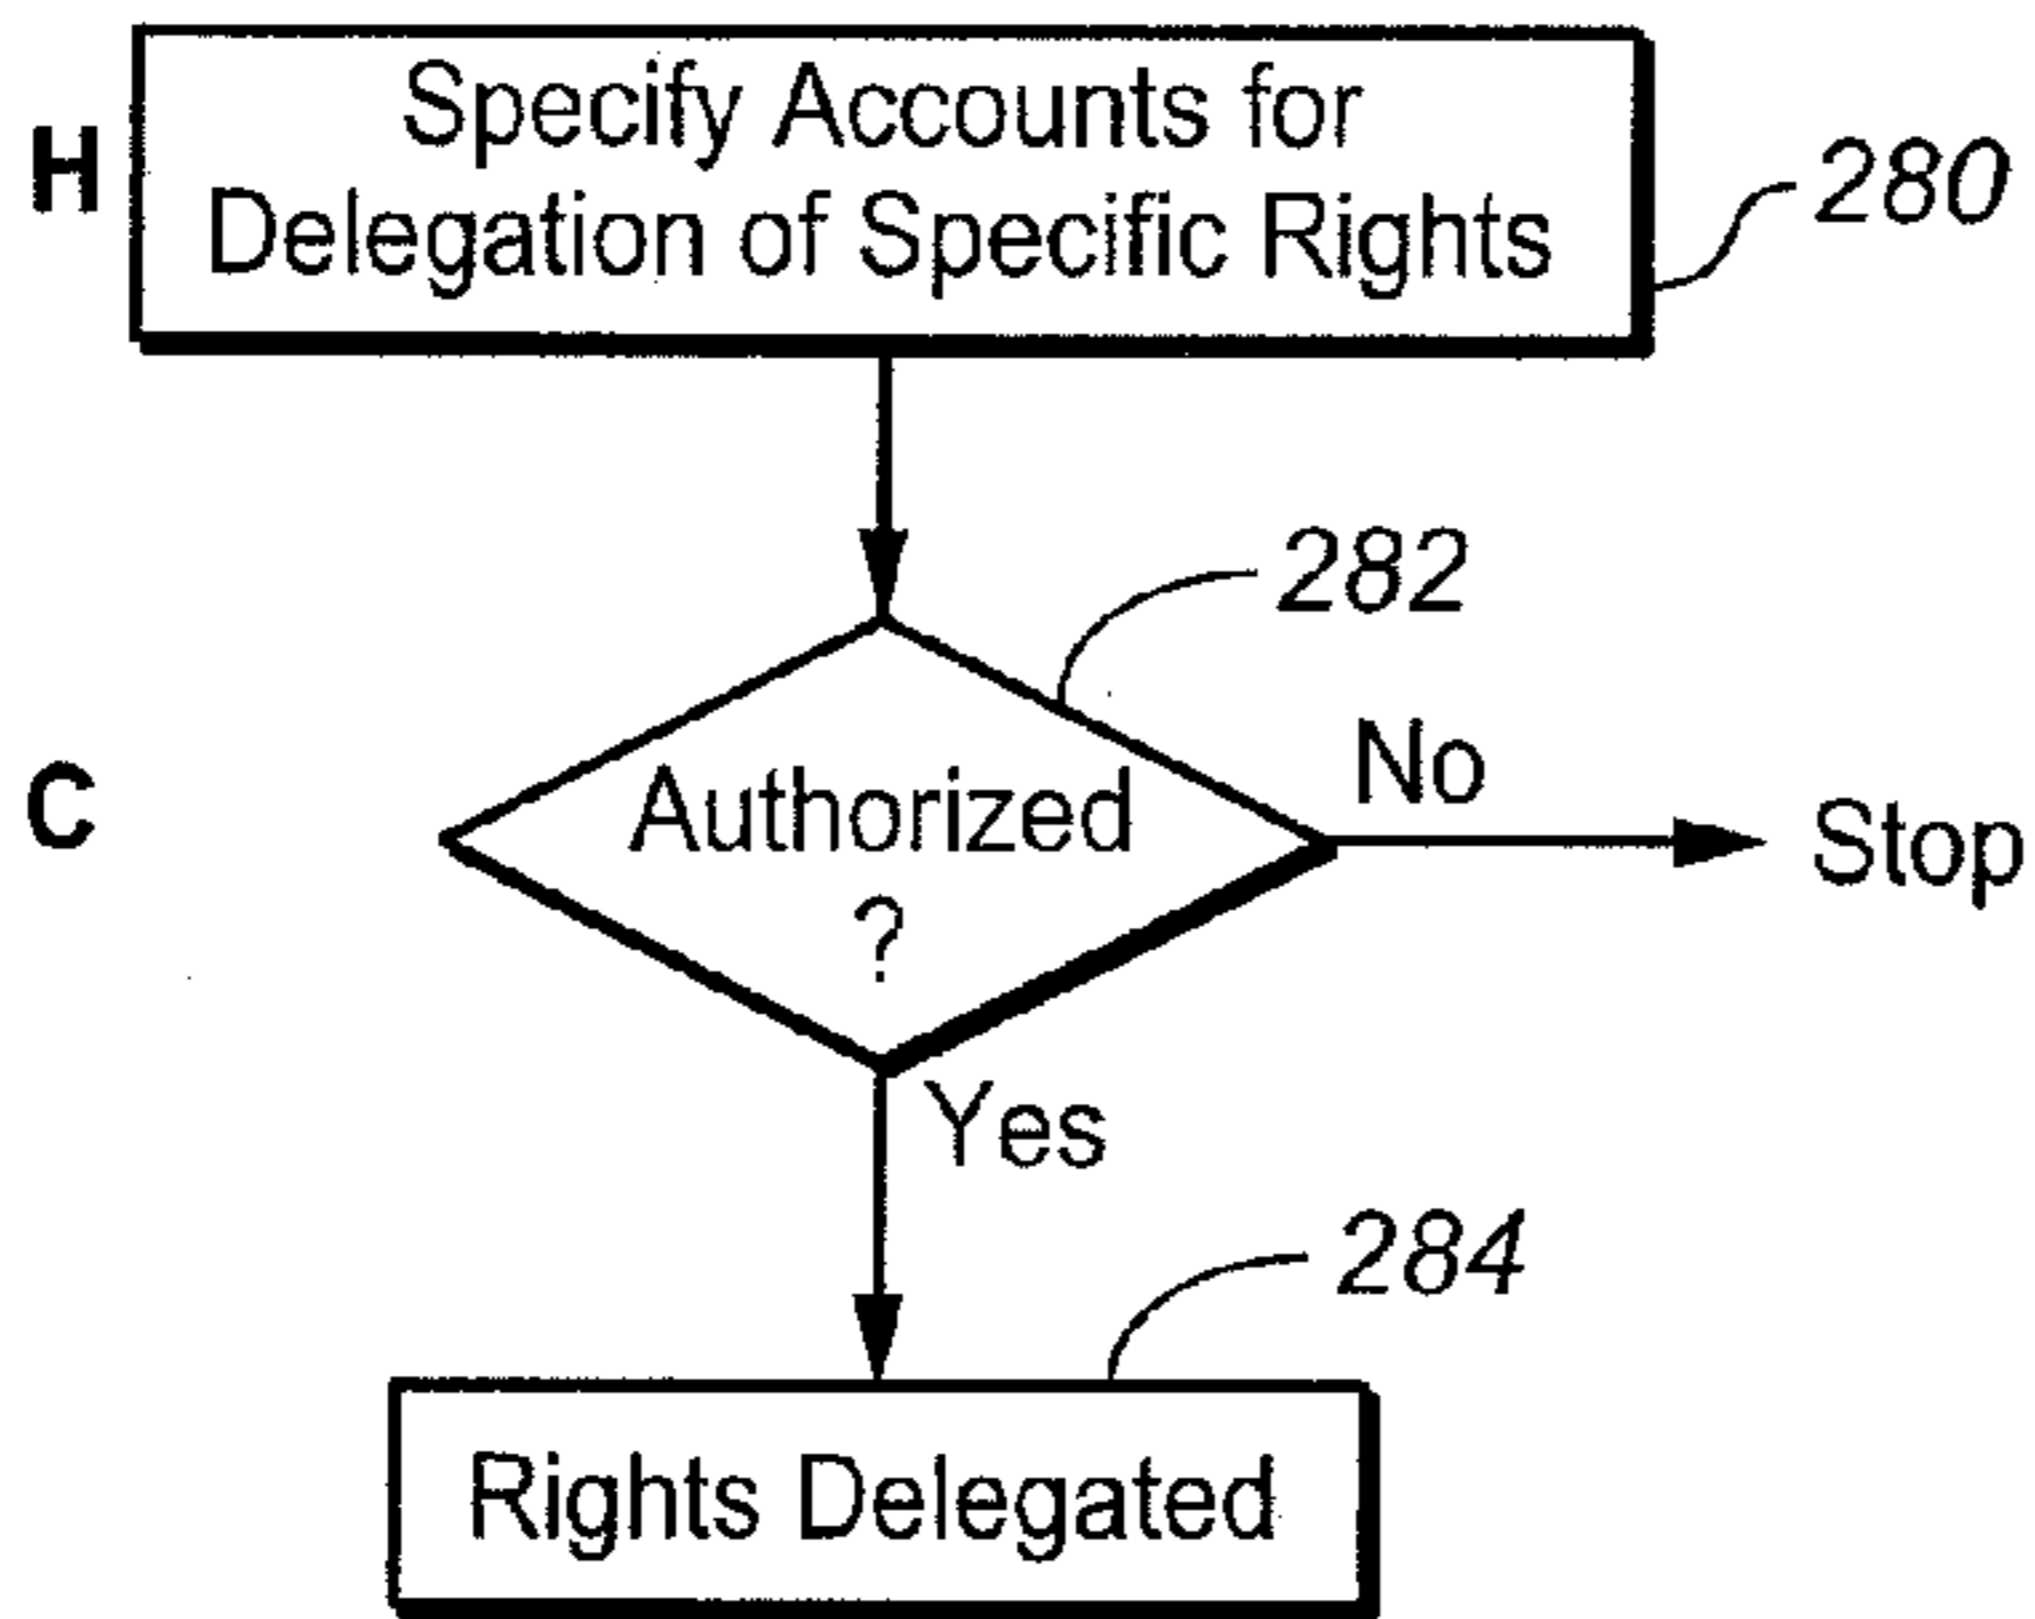 H
Specify Accounts for
Delegation of Specific Rights
280
282
C
Authorized
?
No
Stop
Yes
284
Rights Delegated